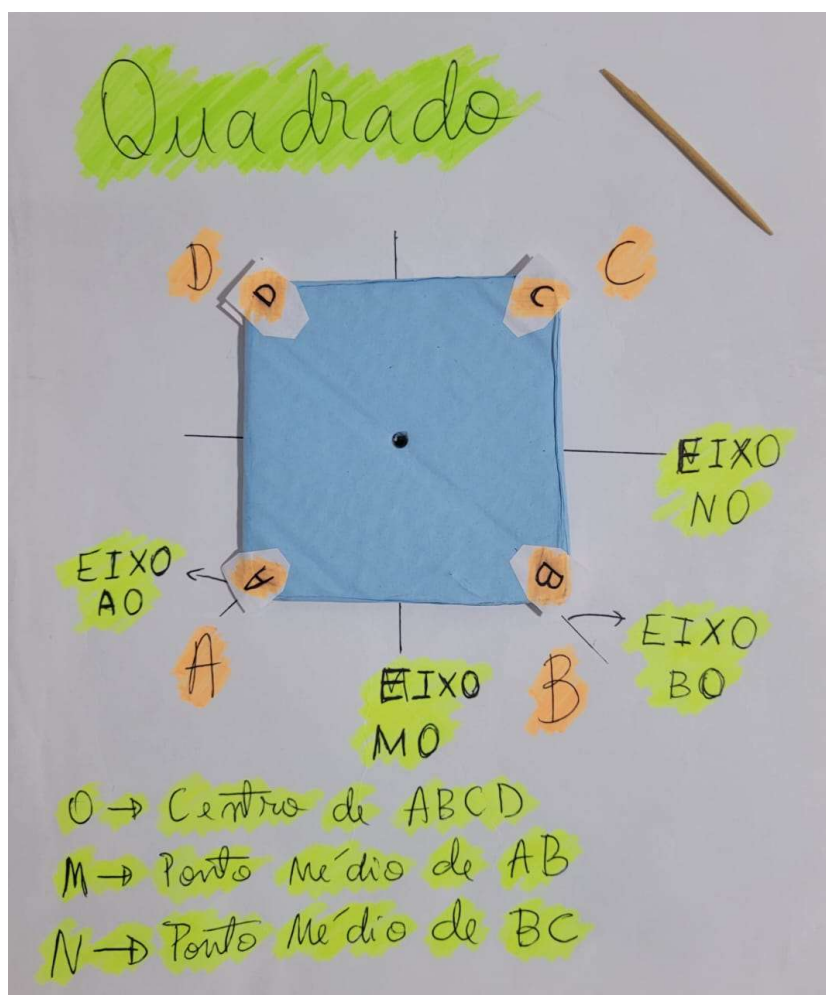 Quadrado
D
C
D
C
EIXO
NO
EIXO
AO
A
B
EIXO
BO
A
B
EIXO
MO
O → Centro de ABCD
M → Ponto Médio de AB
N → Ponto Médio de BC